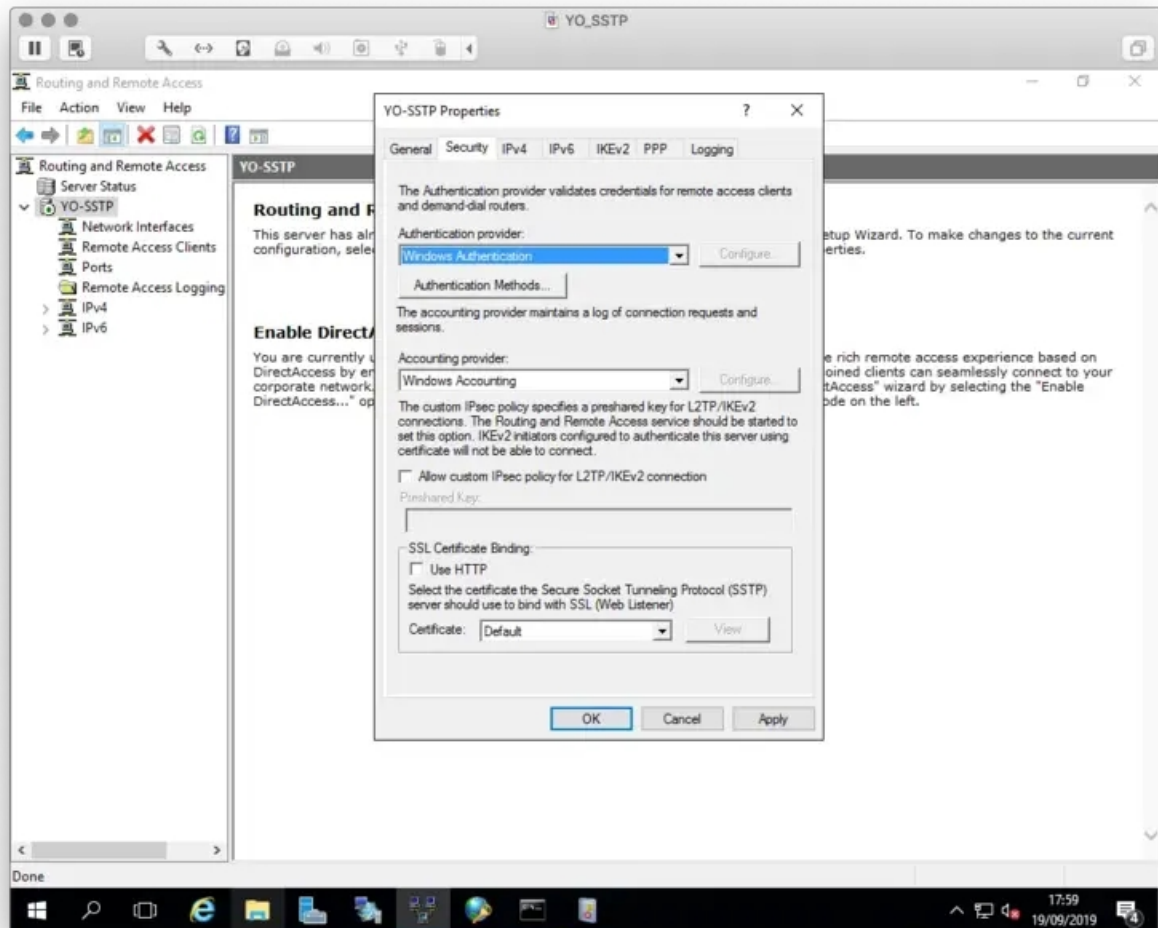 YO_SSTP
Routing and Remote Access
File Action View Help
Routing and Remote Access
Server Status
YO-SSTP
Network Interfaces
Remote Access Clients
Ports
Remote Access Logging
IPv4
IPv6
YO-SSTP
Routing and R
This server has alr
configuration, selec
etup Wizard. To make changes to the current
erties.
Enable DirectA
You are currently u
DirectAccess by en
corporate network.
DirectAccess..." op
e rich remote access experience based on
oined clients can seamlessly connect to your
ctAccess" wizard by selecting the "Enable
ode on the left.
YO-SSTP Properties
?
General Security IPv4 IPv6 IKEv2 PPP Logging
The Authentication provider validates credentials for remote access clients
and demand-dial routers.
Authentication provider:
Windows Authentication Configure...
Authentication Methods...
The accounting provider maintains a log of connection requests and
sessions.
Accounting provider:
Windows Accounting Configure...
The custom IPsec policy specifies a preshared key for L2TP/IKEv2
connections. The Routing and Remote Access service should be started to
set this option. IKEv2 initiators configured to authenticate this server using
certificate will not be able to connect.
Allow custom IPsec policy for L2TP/IKEv2 connection
Preshared Key:
SSL Certificate Binding:
Use HTTP
Select the certificate the Secure Socket Tunneling Protocol (SSTP)
server should use to bind with SSL (Web Listener)
Certificate: Default View
OK Cancel Apply
Done
17:59
19/09/2019
4